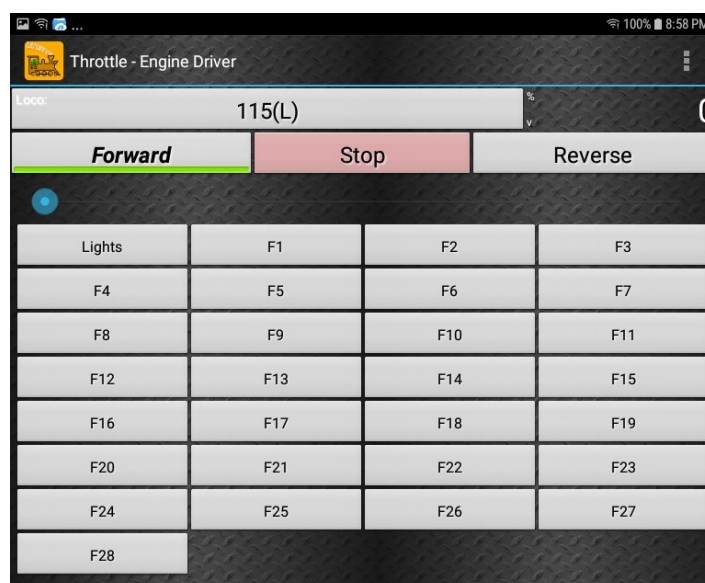 ... 100% 8:58 PM
Throttle - Engine Driver
Loco: 115(L) %
v
Forward Stop Reverse
Lights F1 F2 F3
F4 F5 F6 F7
F8 F9 F10 F11
F12 F13 F14 F15
F16 F17 F18 F19
F20 F21 F22 F23
F24 F25 F26 F27
F28